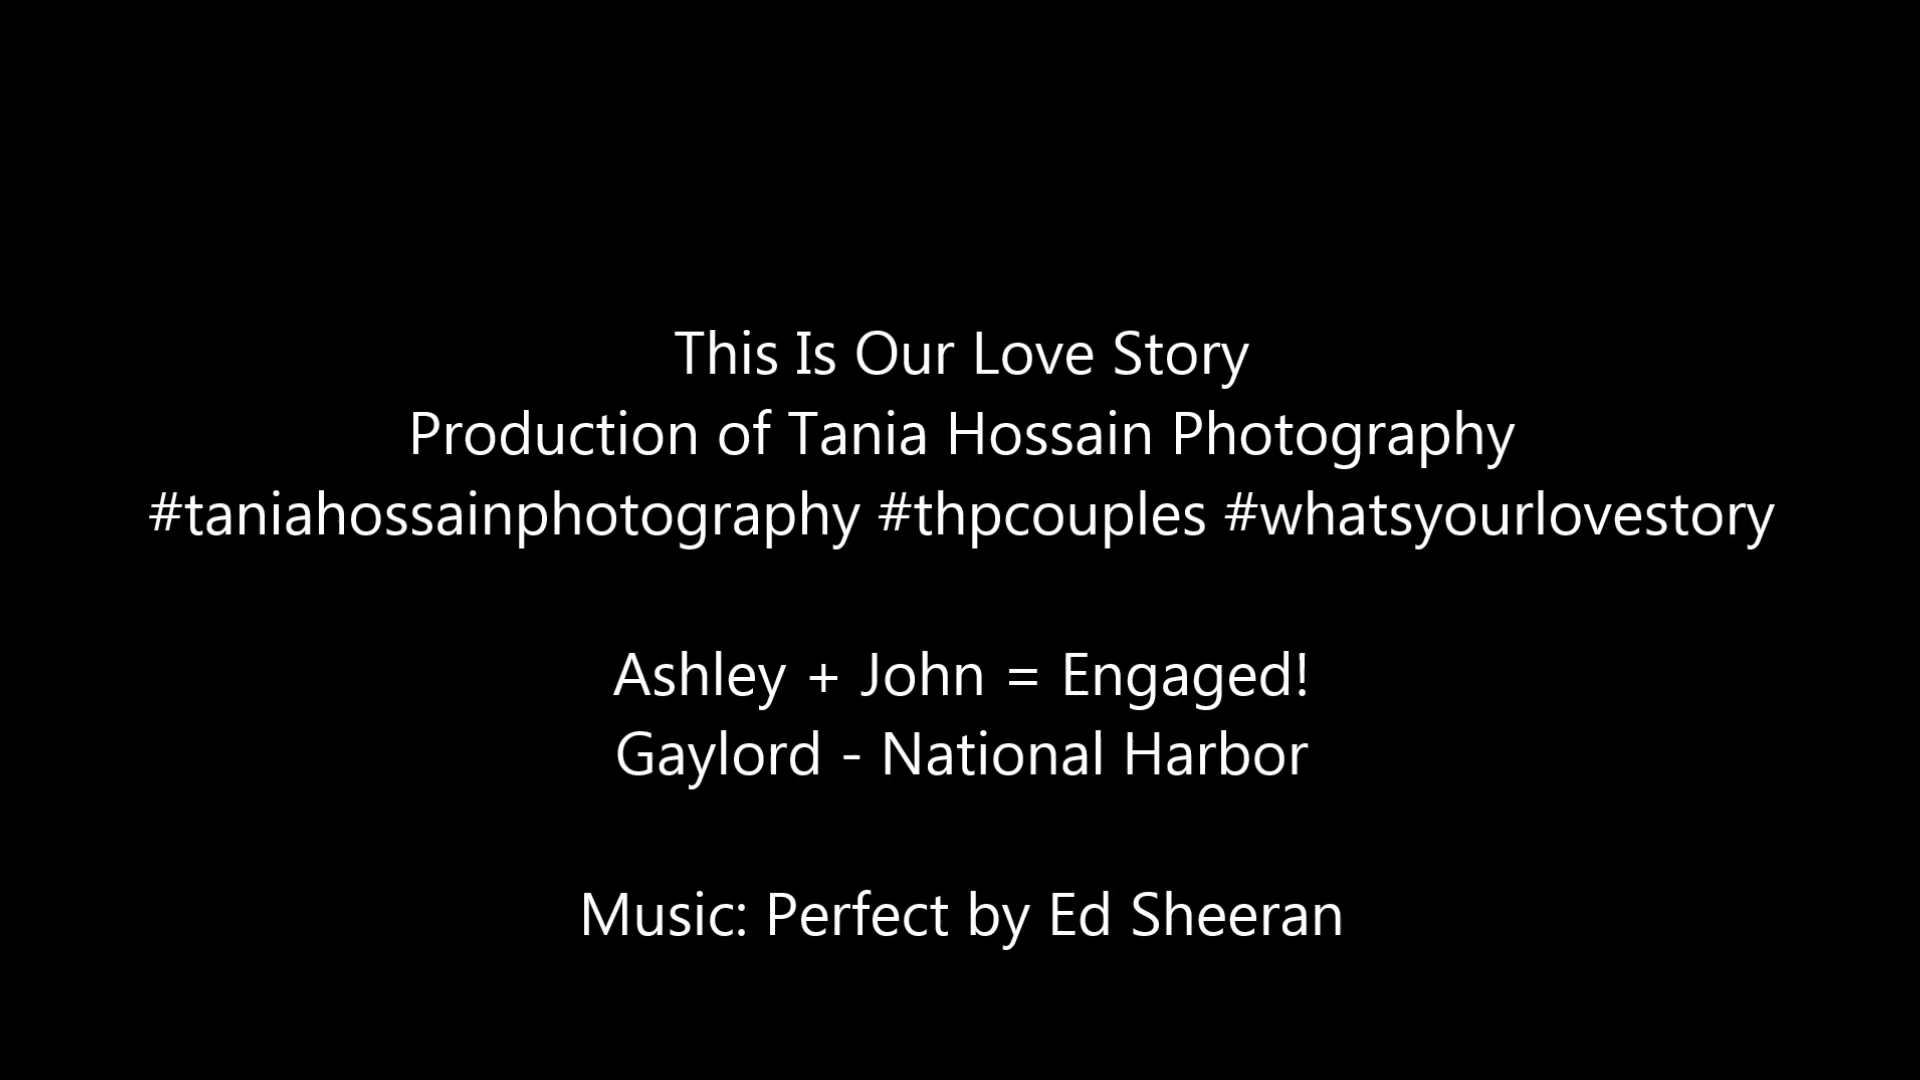 This Is Our Love Story
Production of Tania Hossain Photography
#taniahossainphotography #thpcouples #whatsyourlovestory
Ashley + John = Engaged!
Gaylord - National Harbor
Music: Perfect by Ed Sheeran